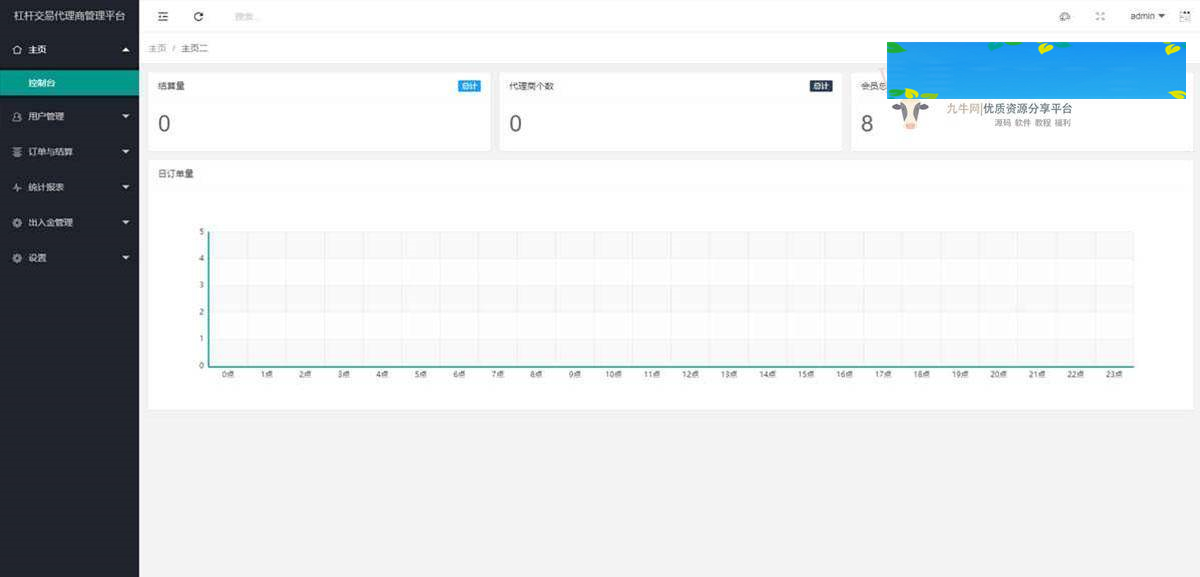 杠杆交易代理商管理平台
搜索...
admin
主页
控制台
用户管理
订单与结算
统计报表
出入金管理
设置
主页 / 主页二
结算量
总计
0
代理商个数
总计
0
会员总
8
九牛网|优质资源分享平台
源码 软件 教程 福利
日订单量
5
4
3
2
1
0
0点 1点 2点 3点 4点 5点 6点 7点 8点 9点 10点 11点 12点 13点 14点 15点 16点 17点 18点 19点 20点 21点 22点 23点